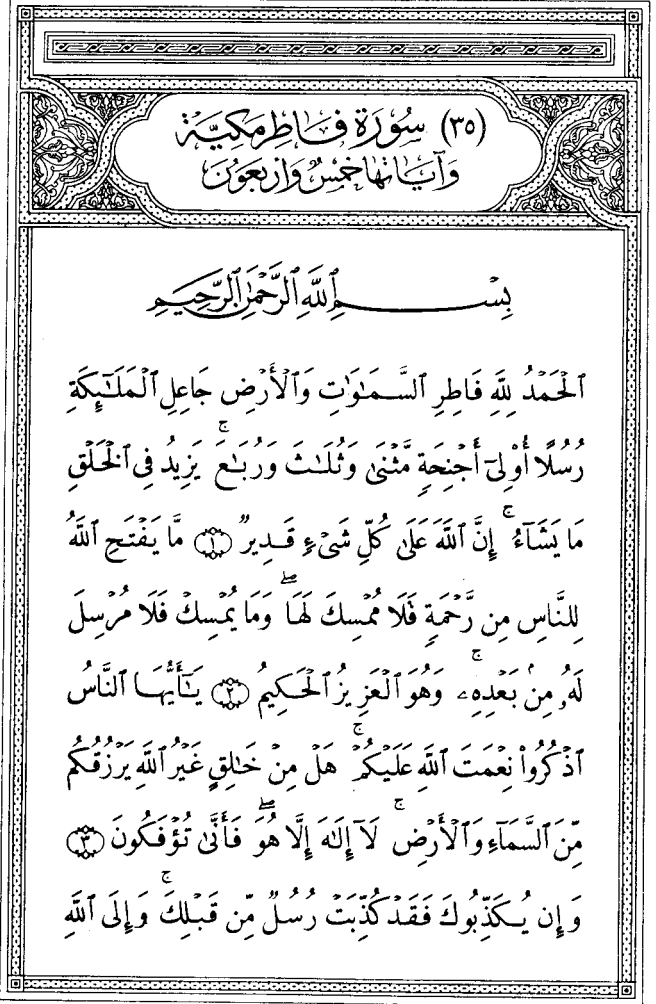 (٣٥) سُورَة فَاطِر مَكيَّة
وَآيَاتُهَا خَمْسٌ وَأَرْبَعُونَ
بِسْمِ ٱللَّهِ ٱلرَّحْمَٰنِ ٱلرَّحِيمِ
ٱلْحَمْدُ لِلَّهِ فَاطِرِ ٱلسَّمَٰوَٰتِ وَٱلْأَرْضِ جَاعِلِ ٱلْمَلَٰٓئِكَةِ
رُسُلًا أُو۟لِىٓ أَجْنِحَةٍ مَّثْنَىٰ وَثُلَٰثَ وَرُبَٰعَ ۚ يَزِيدُ فِى ٱلْخَلْقِ
مَا يَشَآءُ ۚ إِنَّ ٱللَّهَ عَلَىٰ كُلِّ شَىْءٍ قَدِيرٌ ﴿١﴾ مَّا يَفْتَحِ ٱللَّهُ
لِلنَّاسِ مِن رَّحْمَةٍ فَلَا مُمْسِكَ لَهَا ۖ وَمَا يُمْسِكْ فَلَا مُرْسِلَ
لَهُۥ مِنۢ بَعْدِهِۦ ۚ وَهُوَ ٱلْعَزِيزُ ٱلْحَكِيمُ ﴿٢﴾ يَٰٓأَيُّهَا ٱلنَّاسُ
ٱذْكُرُوا۟ نِعْمَتَ ٱللَّهِ عَلَيْكُمْ ۚ هَلْ مِنْ خَٰلِقٍ غَيْرُ ٱللَّهِ يَرْزُقُكُم
مِّنَ ٱلسَّمَآءِ وَٱلْأَرْضِ ۚ لَآ إِلَٰهَ إِلَّا هُوَ ۖ فَأَنَّىٰ تُؤْفَكُونَ ﴿٣﴾
وَإِن يُكَذِّبُوكَ فَقَدْ كُذِّبَتْ رُسُلٌ مِّن قَبْلِكَ ۚ وَإِلَى ٱللَّهِ